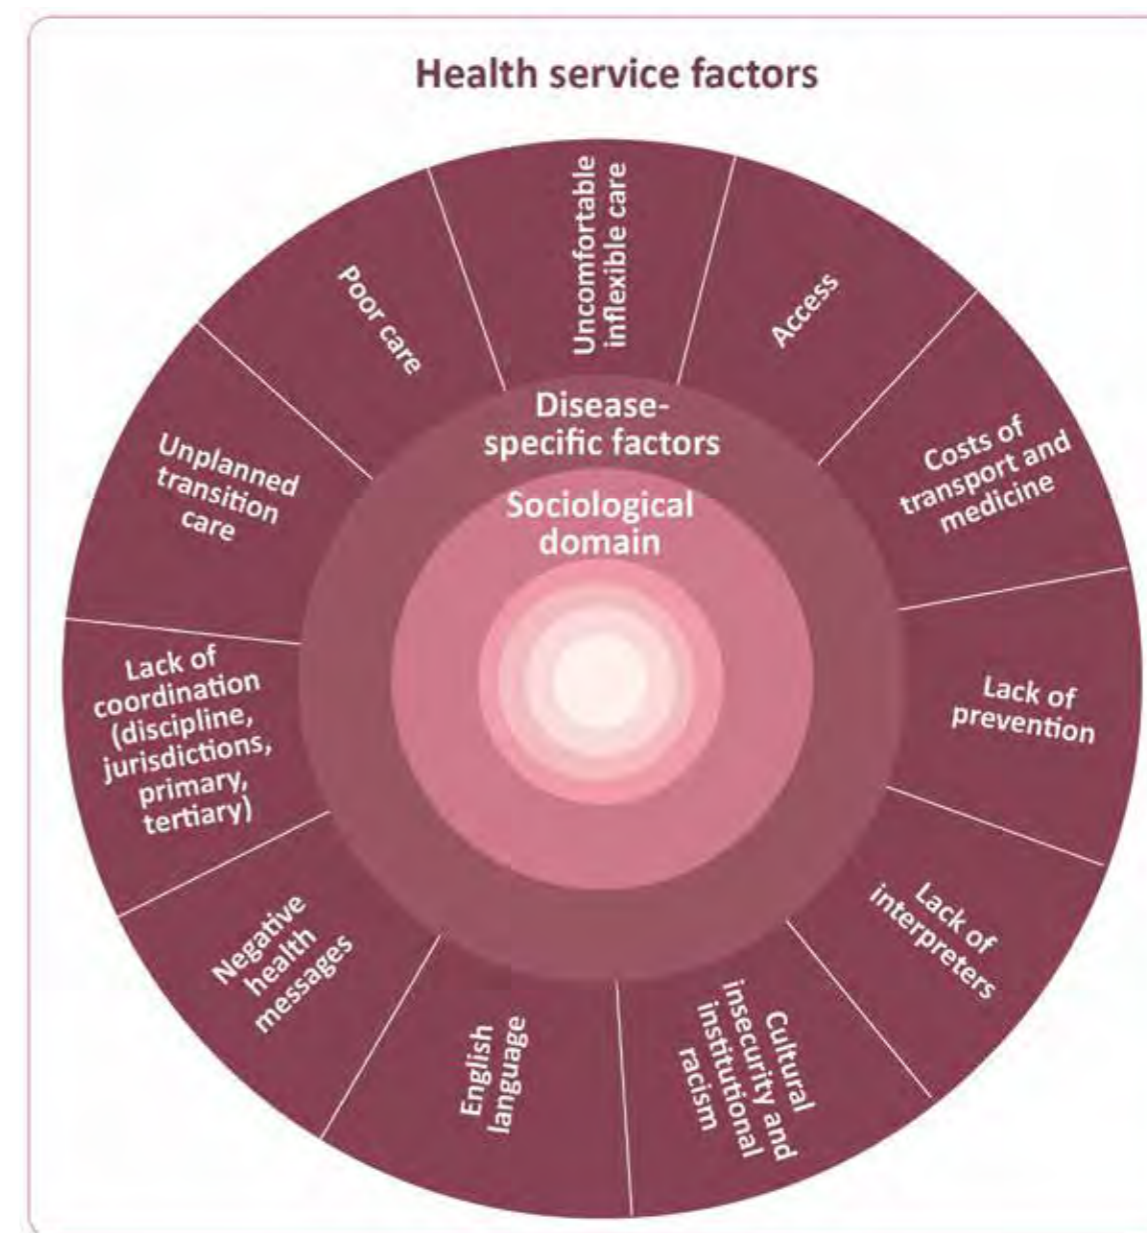 Health service factors
Uncomfortable
inflexible care
Access
Costs of
transport and
medicine
Lack of
prevention
Lack of
interpreters
Cultural
insecurity and
institutional
racism
English
language
Negative
health
messages
Lack of
coordination
(discipline,
jurisdictions,
primary,
tertiary)
Unplanned
transition
care
Poor care
Disease-
specific factors
Sociological
domain